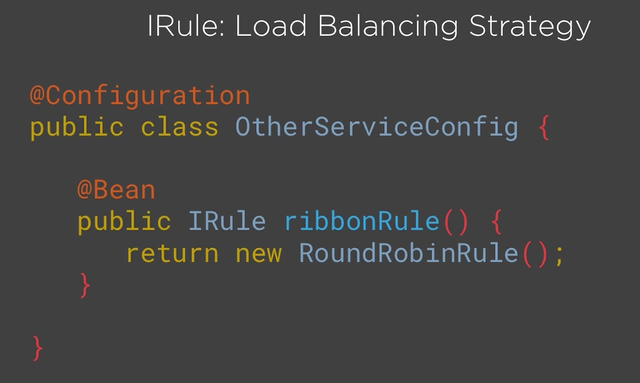 IRule: Load Balancing Strategy
@Configuration
public class OtherServiceConfig {
@Bean
public IRule ribbonRule() {
return new RoundRobinRule();
}
}